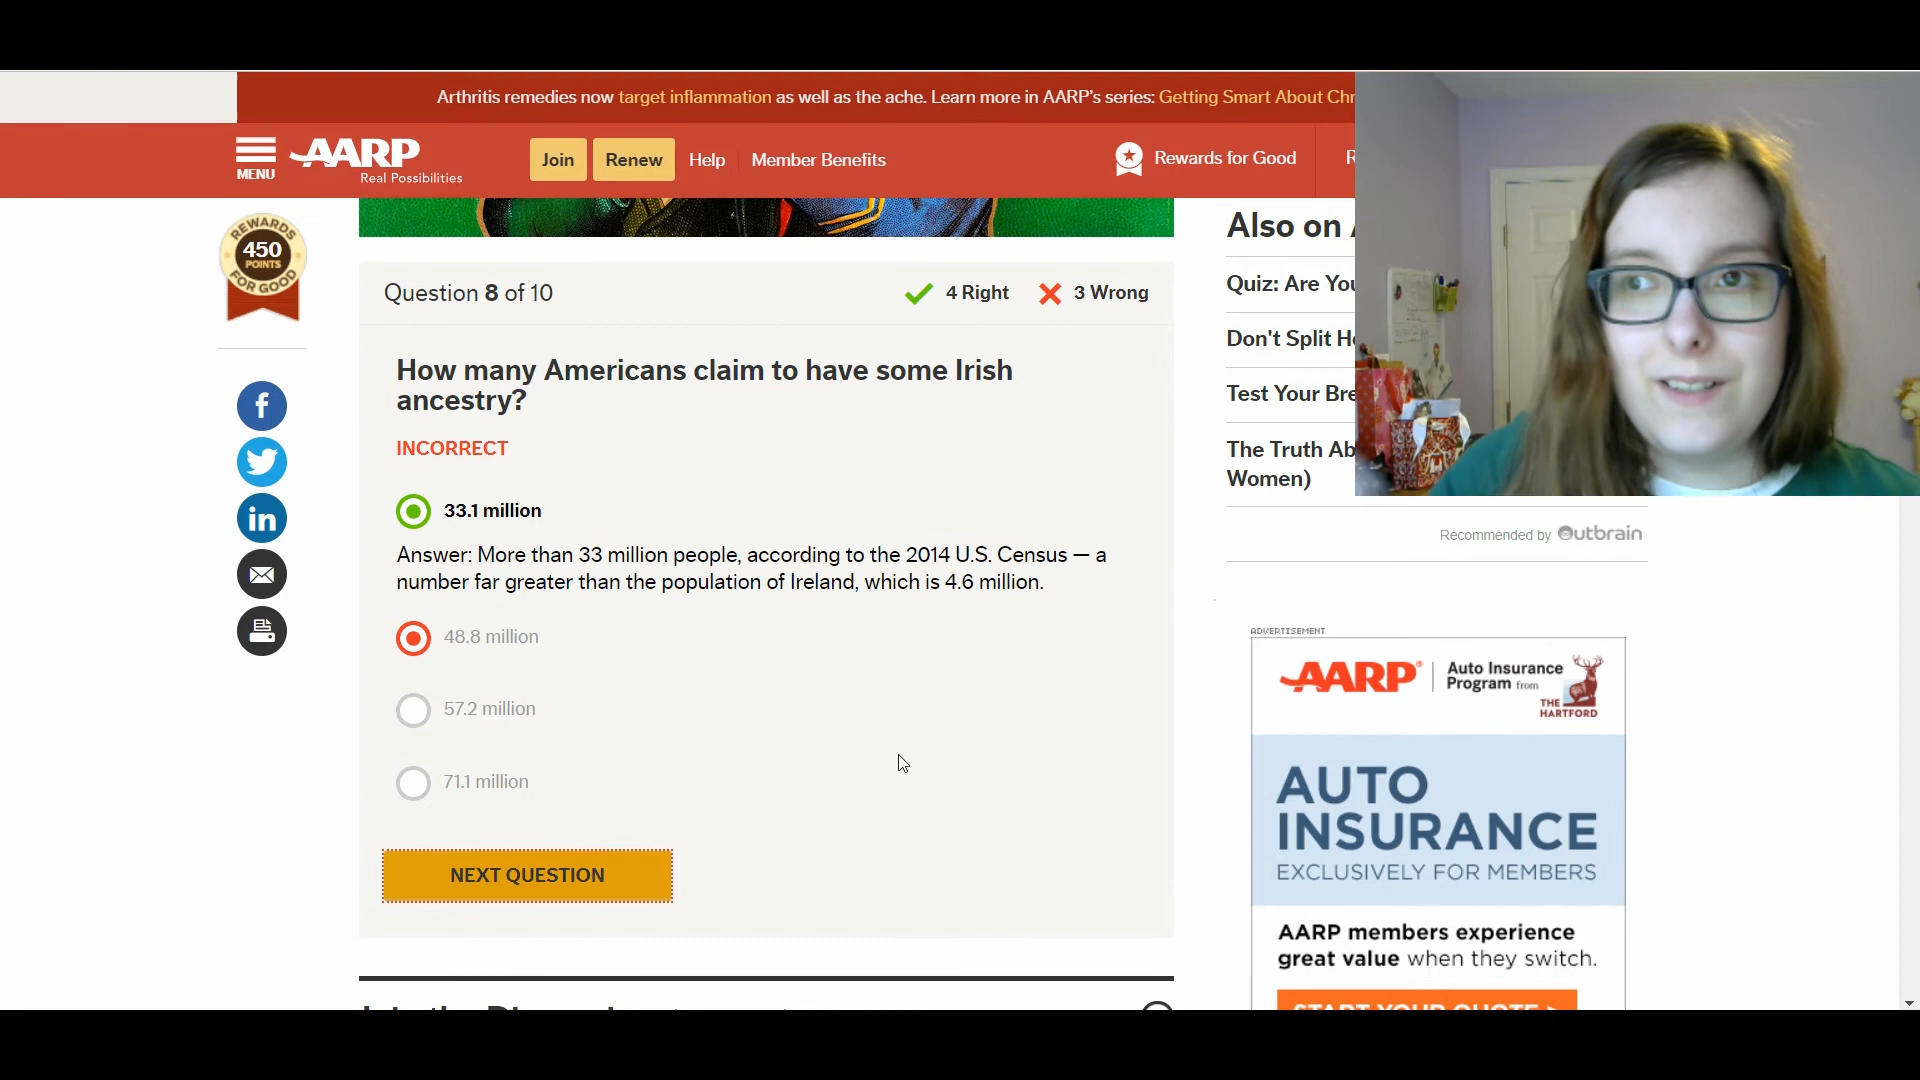 Arthritis remedies now target inflammation as well as the ache. Learn more in AARP's series: Getting Smart About Chr
MENU
AARP
Real Possibilities
Join
Renew
Help
Member Benefits
Rewards for Good
R
REWARDS
450
POINTS
FOR GOOD
Question 8 of 10
4 Right
3 Wrong
How many Americans claim to have some Irish
ancestry?
INCORRECT
33.1 million
Answer: More than 33 million people, according to the 2014 U.S. Census — a
number far greater than the population of Ireland, which is 4.6 million.
48.8 million
57.2 million
71.1 million
NEXT QUESTION
Also on
Quiz: Are You
Don't Split H
Test Your Bre
The Truth Ab
Women)
Recommended by Outbrain
ADVERTISEMENT
AARP
Auto Insurance
Program from
THE
HARTFORD
AUTO
INSURANCE
EXCLUSIVELY FOR MEMBERS
AARP members experience
great value when they switch.
START YOUR QUOTE